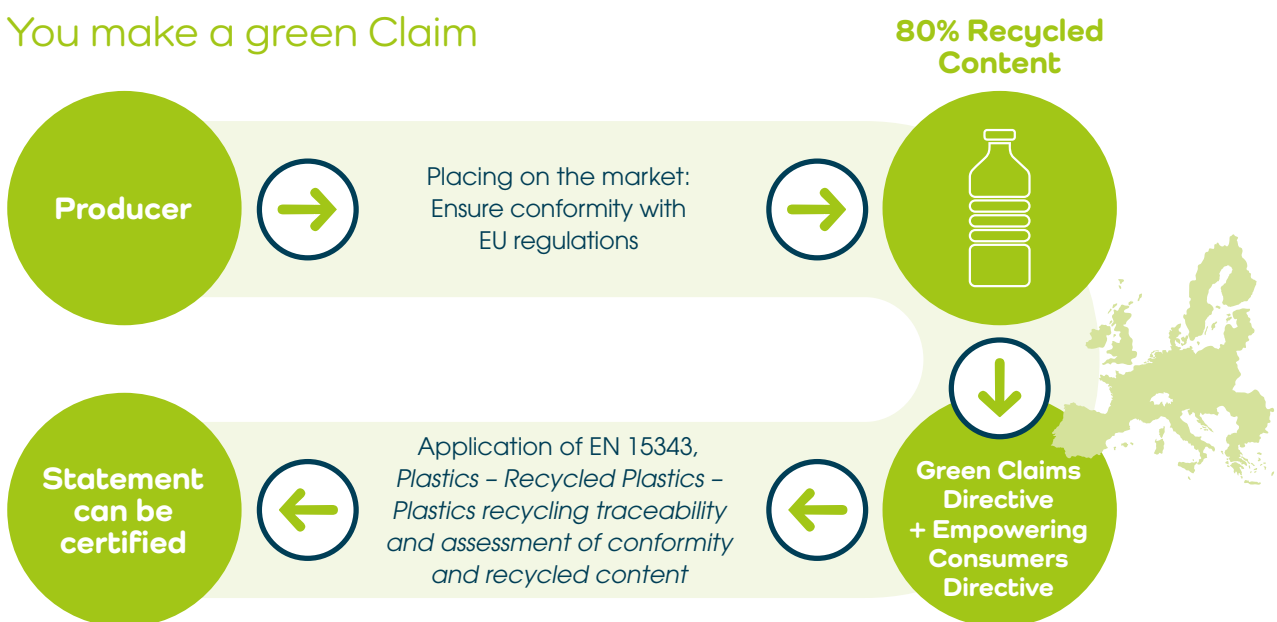 You make a green Claim
80% Recycled
Content
Producer
Placing on the market:
Ensure conformity with
EU regulations
Green Claims
Directive
+ Empowering
Consumers
Directive
Application of EN 15343,
Plastics – Recycled Plastics –
Plastics recycling traceability
and assessment of conformity
and recycled content
Statement
can be
certified